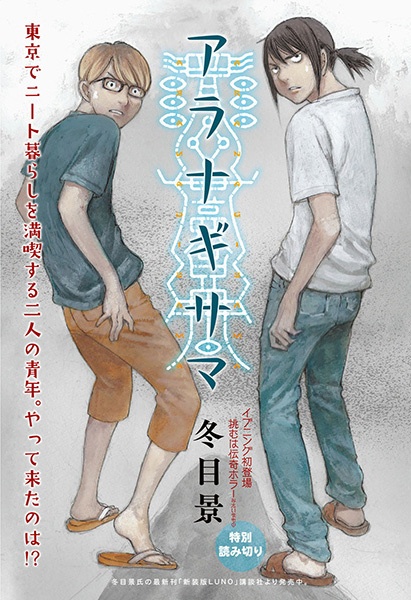 東京でニート暮らしを満喫する二人の青年。やって来たのは!?
アラナギサマ
冬目景
イブニング初登場
挑むは伝奇ホラー
特別
読み切り
冬目景氏の最新刊『新装版LUNO』講談社より発売中。